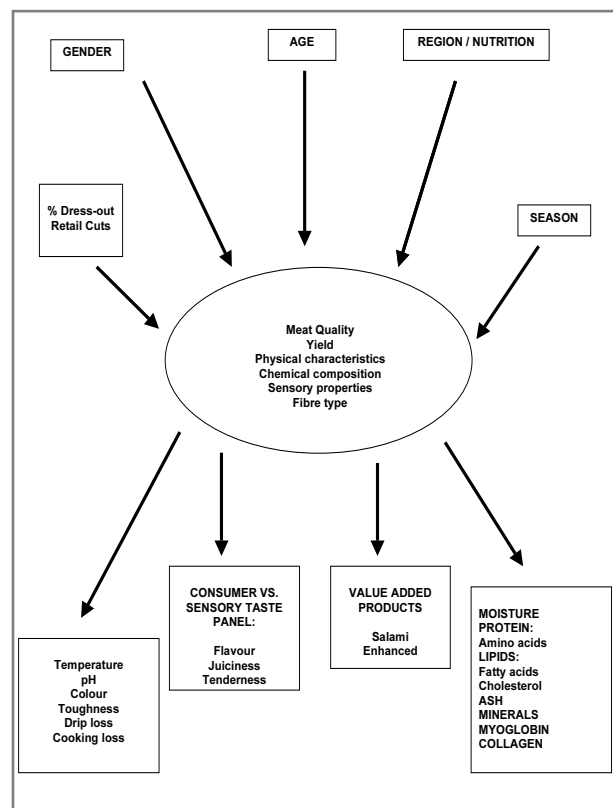 GENDER
AGE
REGION / NUTRITION
% Dress-out
Retail Cuts
SEASON
Meat Quality
Yield
Physical characteristics
Chemical composition
Sensory properties
Fibre type
Temperature
pH
Colour
Toughness
Drip loss
Cooking loss
CONSUMER VS.
SENSORY TASTE
PANEL:
Flavour
Juiciness
Tenderness
VALUE ADDED
PRODUCTS
Salami
Enhanced
MOISTURE
PROTEIN:
Amino acids
LIPIDS:
Fatty acids
Cholesterol
ASH
MINERALS
MYOGLOBIN
COLLAGEN